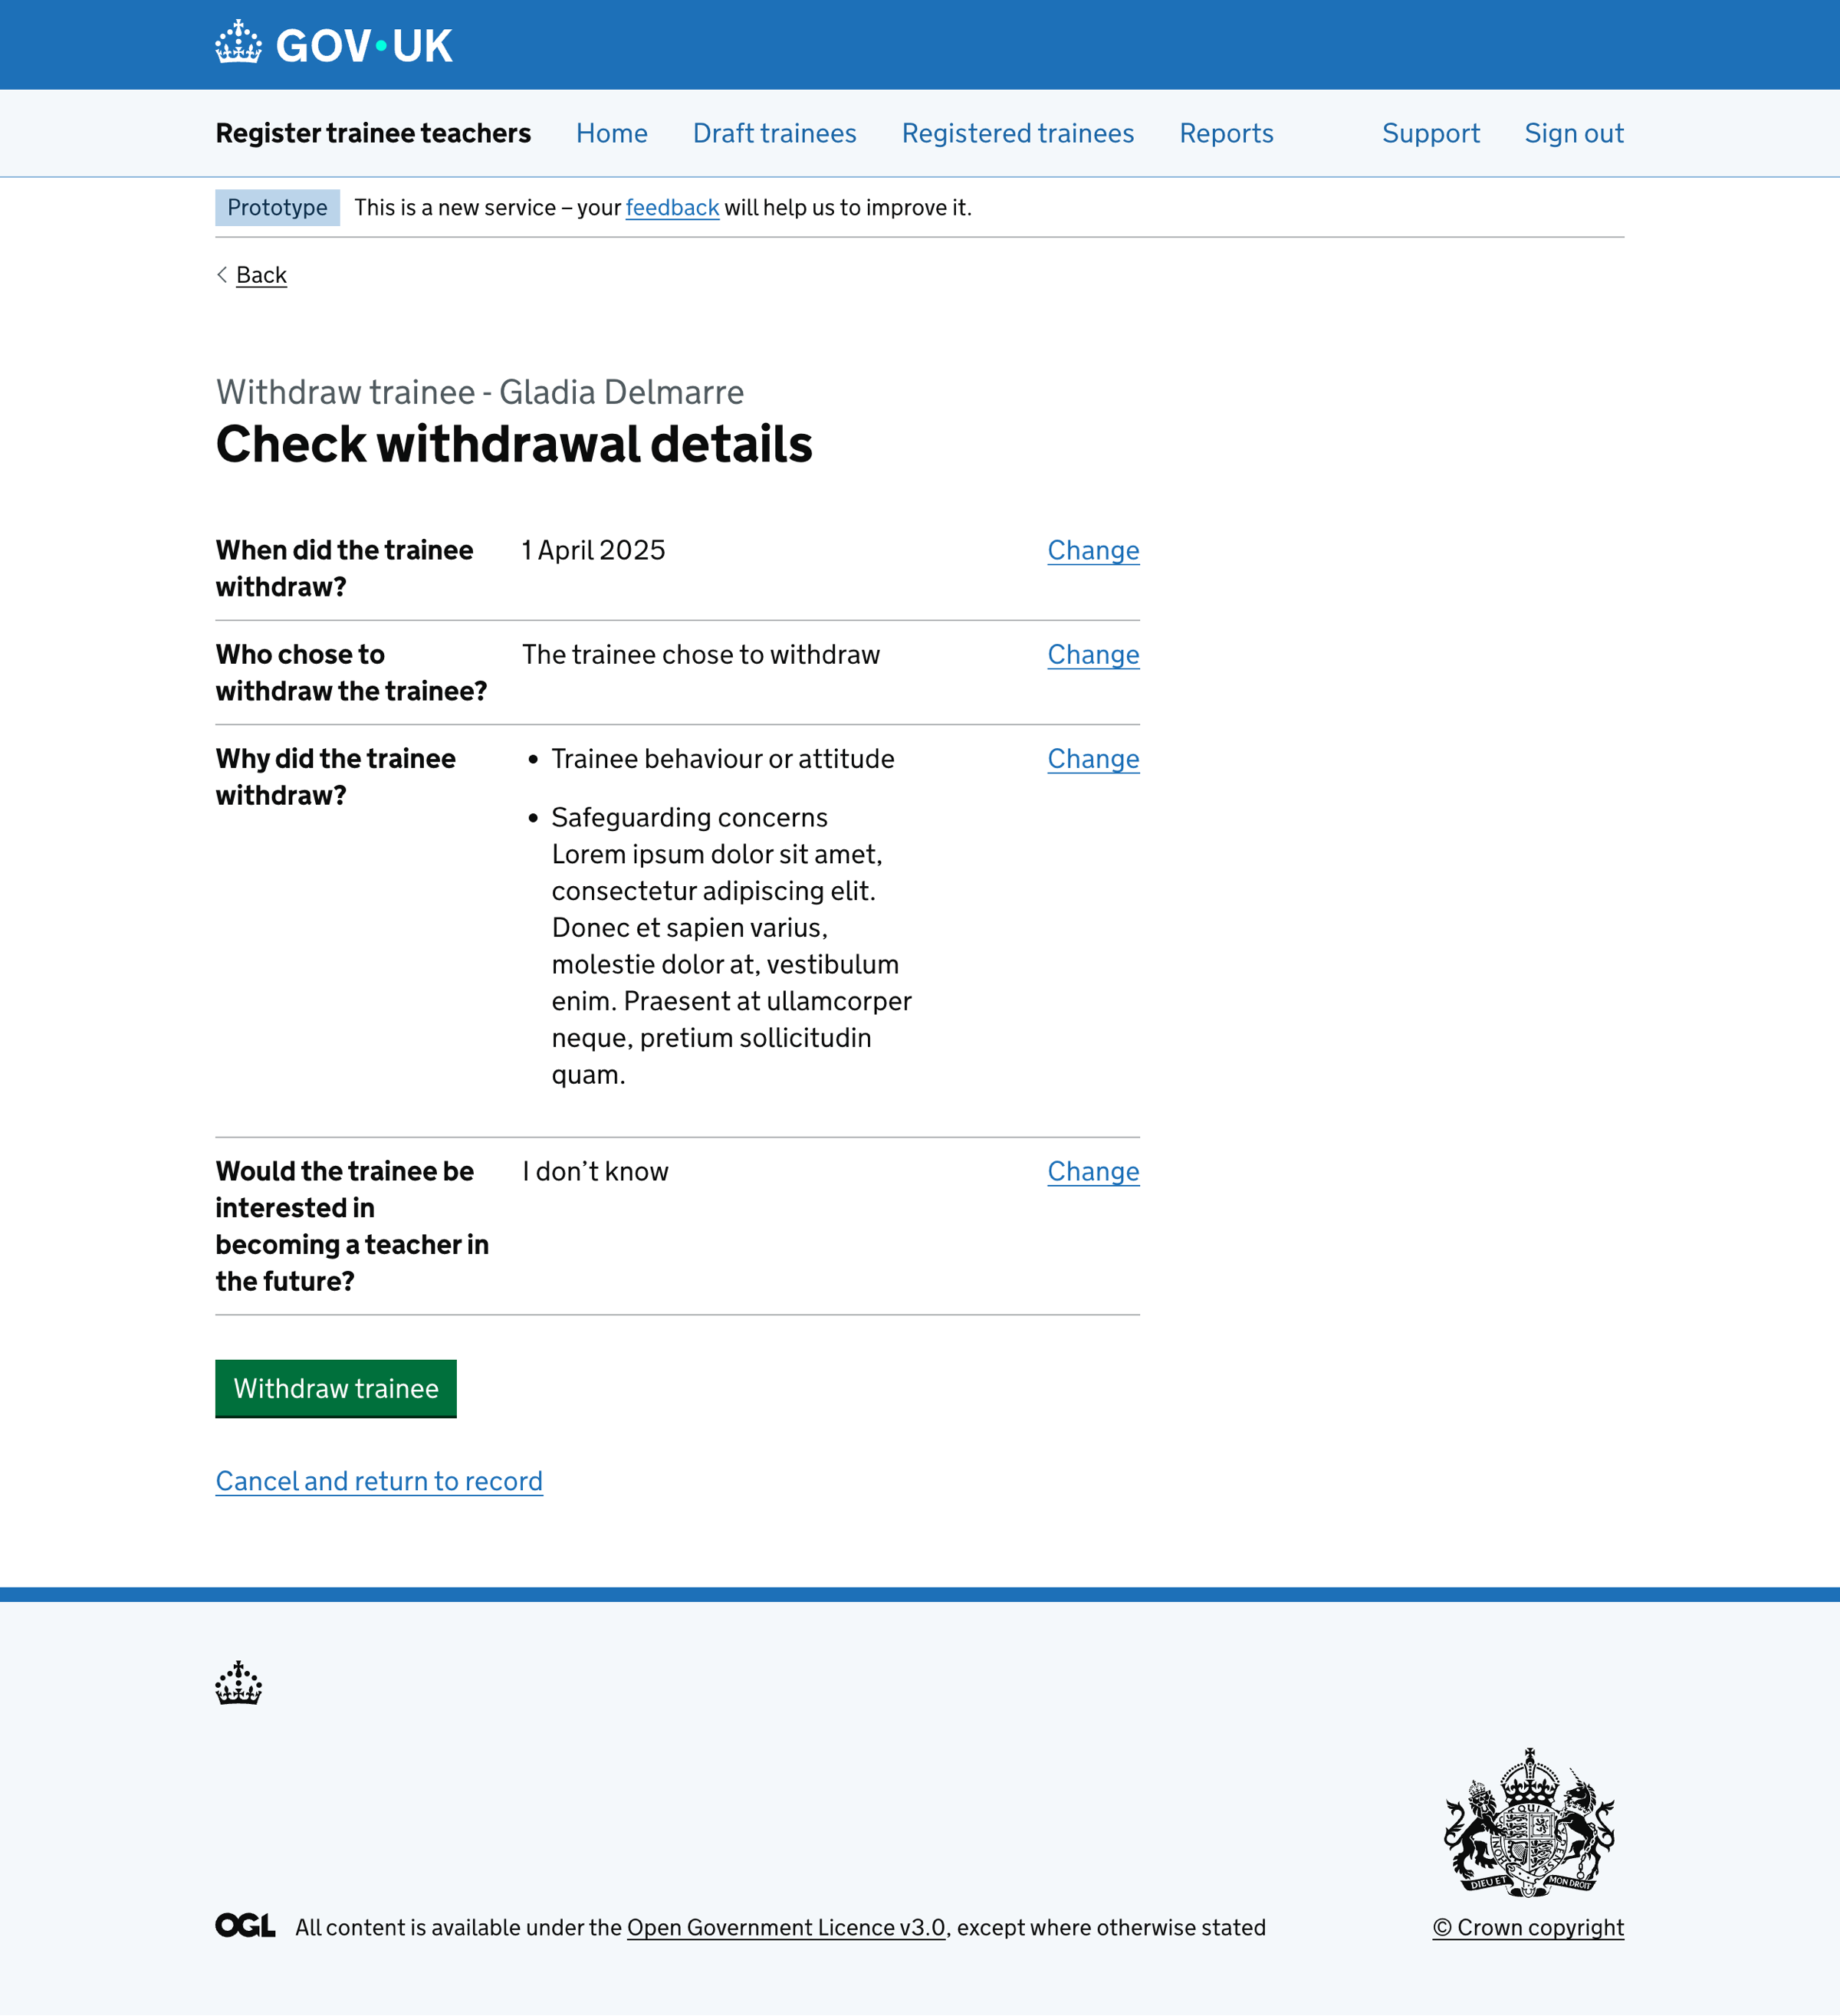 GOV·UK
Register trainee teachers Home Draft trainees Registered trainees Reports Support Sign out
Prototype This is a new service – your feedback will help us to improve it.
Back
Withdraw trainee - Gladia Delmarre
Check withdrawal details
When did the trainee withdraw?
1 April 2025
Change
Who chose to withdraw the trainee?
The trainee chose to withdraw
Change
Why did the trainee withdraw?
• Trainee behaviour or attitude
Change
• Safeguarding concerns
Lorem ipsum dolor sit amet,
consectetur adipiscing elit.
Donec et sapien varius,
molestie dolor at, vestibulum
enim. Praesent at ullamcorper
neque, pretium sollicitudin
quam.
Would the trainee be
interested in
becoming a teacher in
the future?
I don’t know
Change
Withdraw trainee
Cancel and return to record
DIEU ET MON DROIT
OGL All content is available under the Open Government Licence v3.0, except where otherwise stated
© Crown copyright